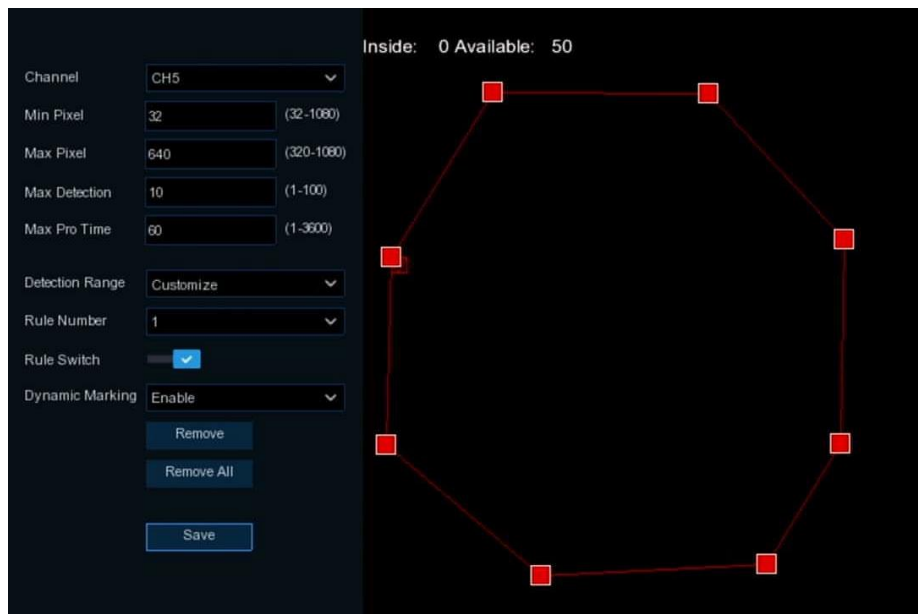 Inside: 0 Available: 50
Channel CH5
Min Pixel 32 (32-1080)
Max Pixel 640 (320-1080)
Max Detection 10 (1-100)
Max Pro Time 60 (1-3600)
Detection Range Customize
Rule Number 1
Rule Switch
Dynamic Marking Enable
Remove
Remove All
Save